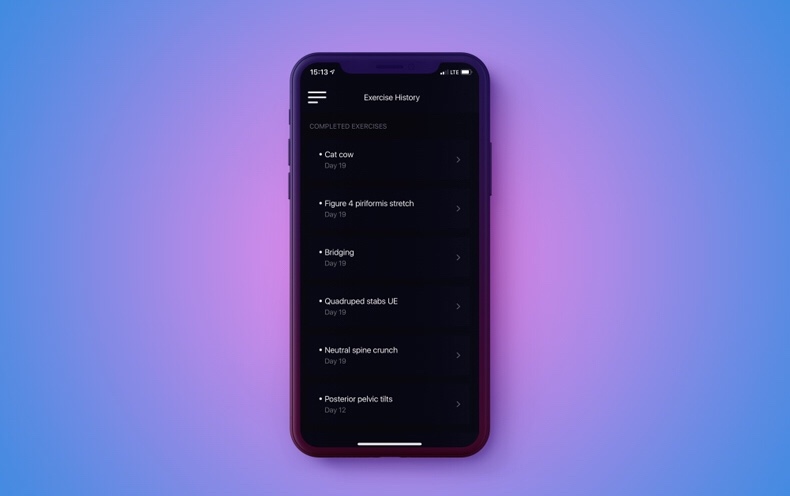 15:13
LTE
Exercise History
COMPLETED EXERCISES
• Cat cow
Day 19
• Figure 4 piriformis stretch
Day 19
• Bridging
Day 19
• Quadruped stabs UE
Day 19
• Neutral spine crunch
Day 19
• Posterior pelvic tilts
Day 12